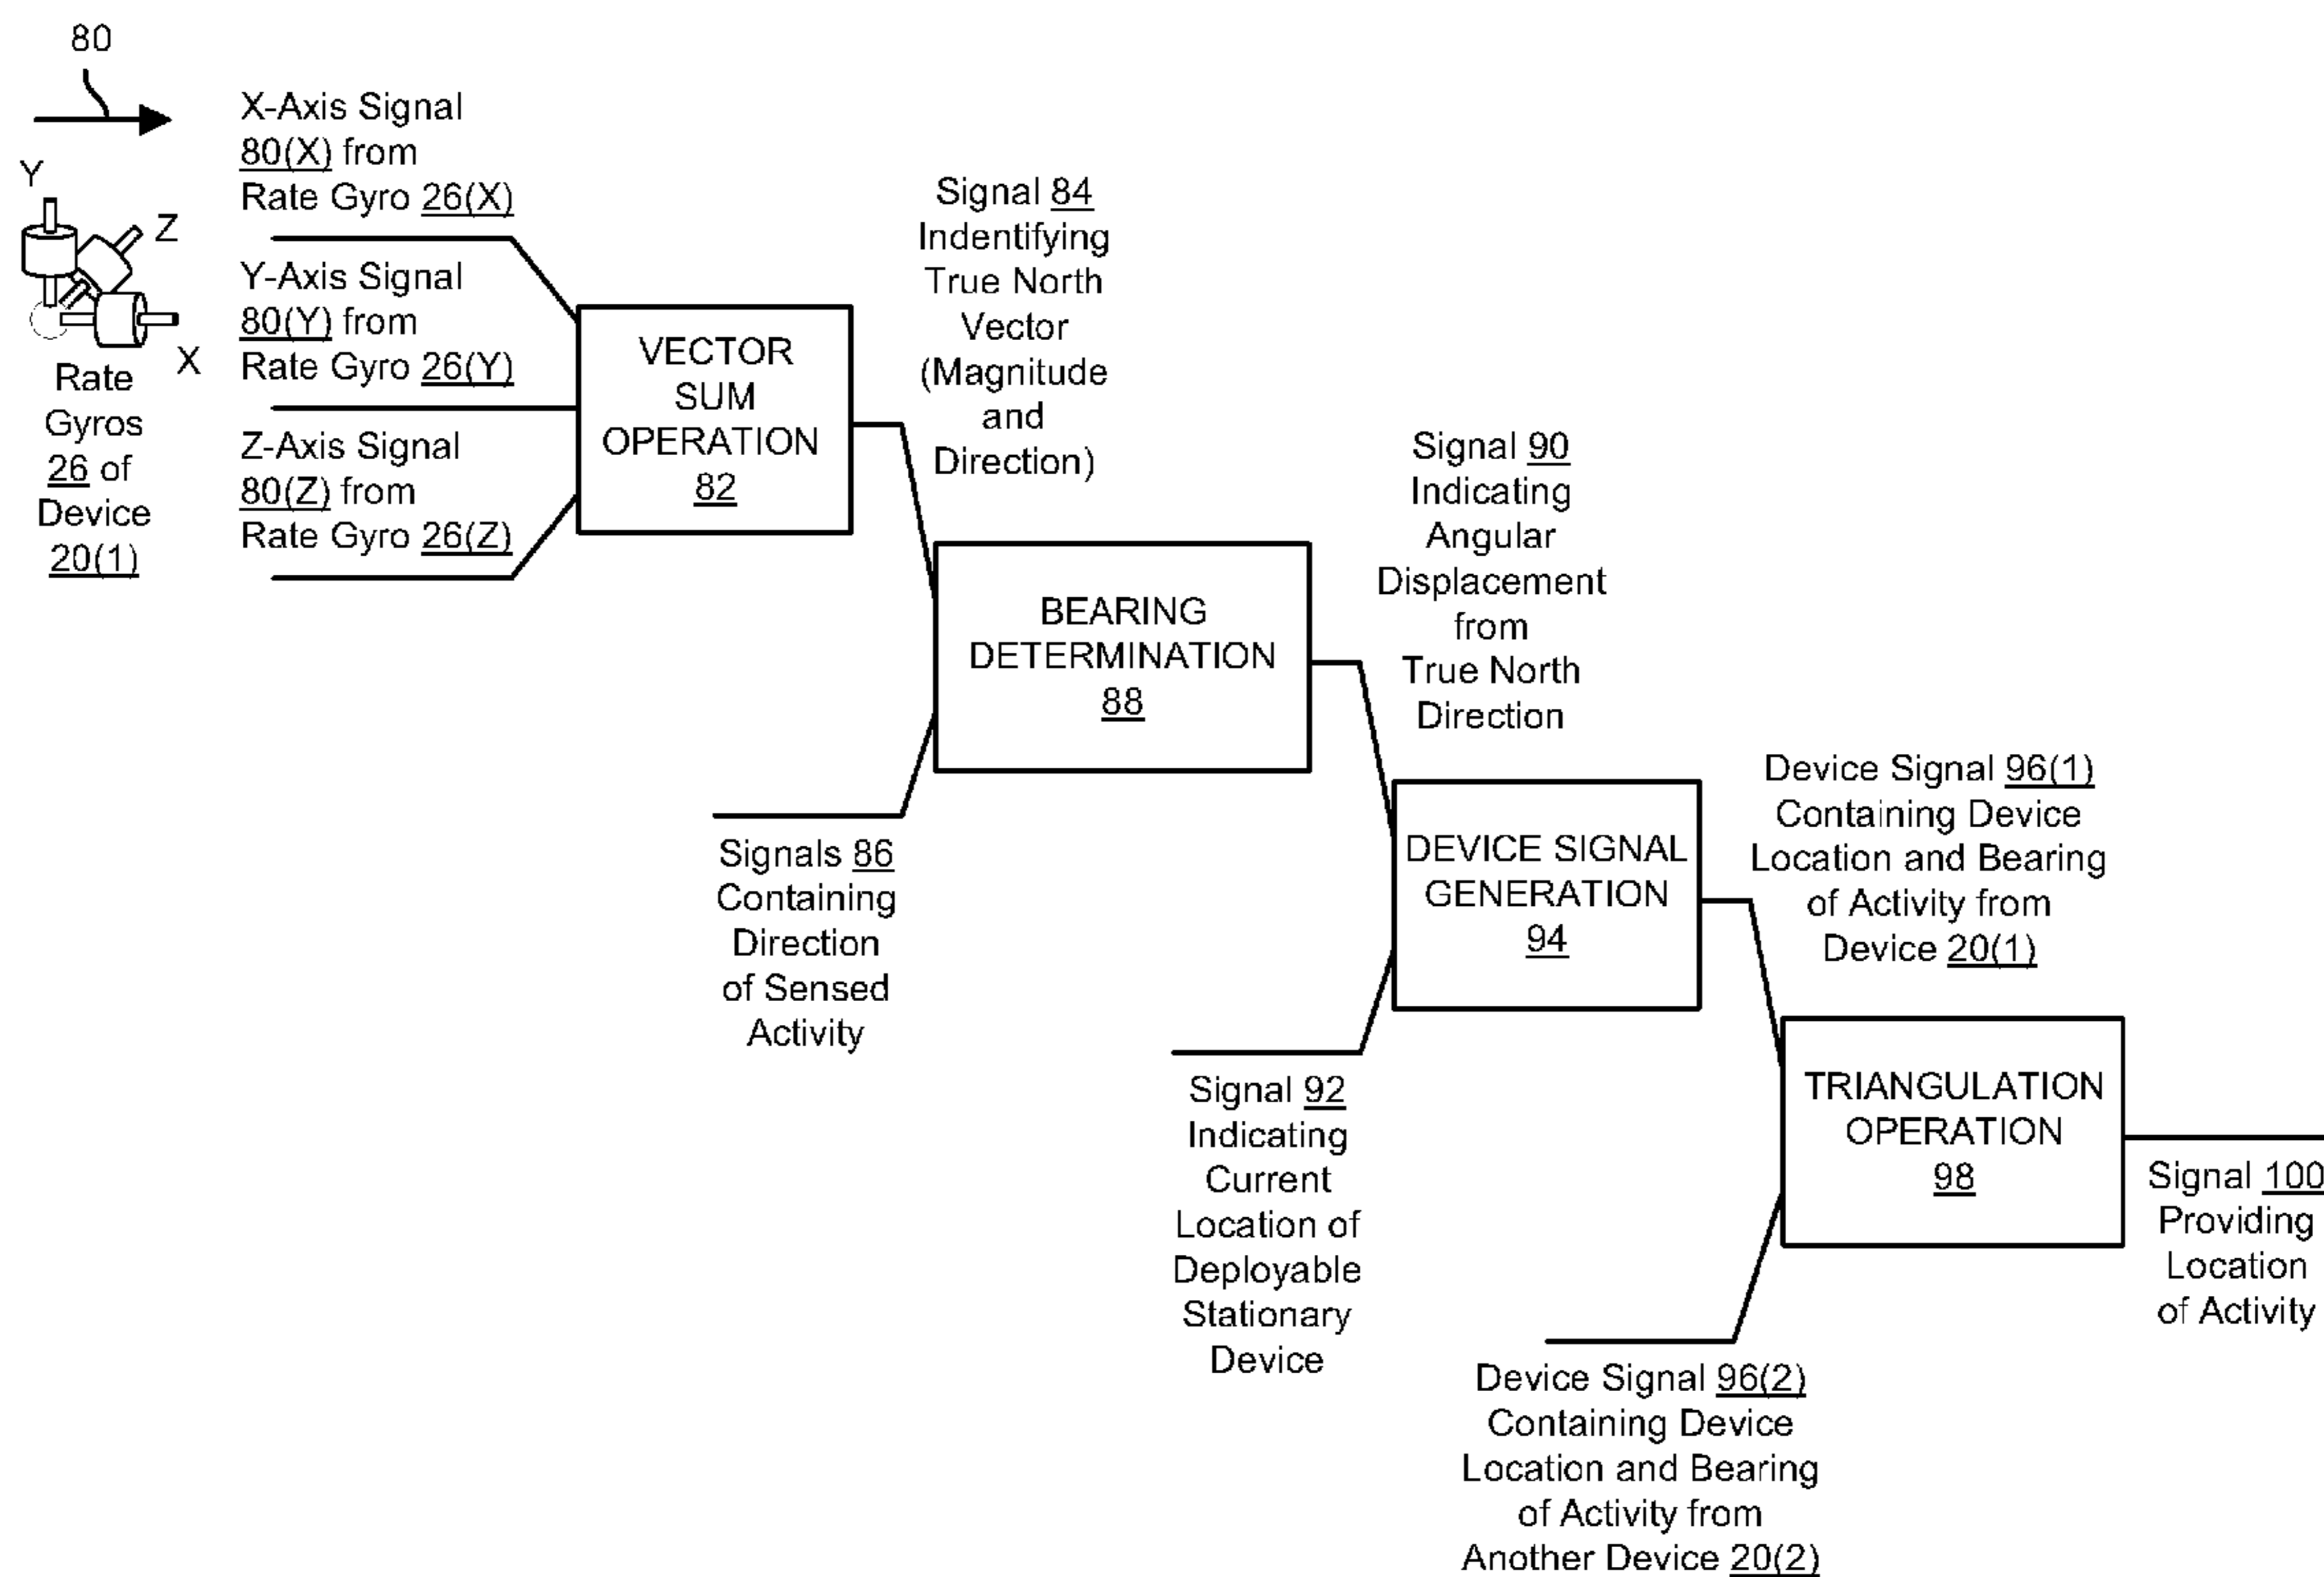 80
Y
Z
X
Rate
Gyros
26 of
Device
20(1)
X-Axis Signal
80(X) from
Rate Gyro 26(X)
Y-Axis Signal
80(Y) from
Rate Gyro 26(Y)
Z-Axis Signal
80(Z) from
Rate Gyro 26(Z)
VECTOR
SUM
OPERATION
82
Signal 84
Indentifying
True North
Vector
(Magnitude
and
Direction)
Signals 86
Containing
Direction
of Sensed
Activity
BEARING
DETERMINATION
88
Signal 90
Indicating
Angular
Displacement
from
True North
Direction
Signal 92
Indicating
Current
Location of
Deployable
Stationary
Device
DEVICE SIGNAL
GENERATION
94
Device Signal 96(1)
Containing Device
Location and Bearing
of Activity from
Device 20(1)
Device Signal 96(2)
Containing Device
Location and Bearing
of Activity from
Another Device 20(2)
TRIANGULATION
OPERATION
98
Signal 100
Providing
Location
of Activity